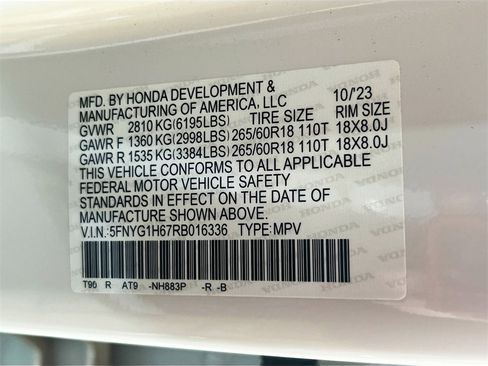 MFD. BY HONDA DEVELOPMENT &
MANUFACTURING OF AMERICA, LLC 10/'23
GVWR 2810 KG(6195LBS) TIRE SIZE RIM SIZE
GAWR F 1360 KG(2998LBS) 265/60R18 110T 18X8.0J
GAWR R 1535 KG(3384LBS) 265/60R18 110T 18X8.0J
THIS VEHICLE CONFORMS TO ALL APPLICABLE
FEDERAL MOTOR VEHICLE SAFETY
STANDARDS IN EFFECT ON THE DATE OF
MANUFACTURE SHOWN ABOVE.
V.I.N.:5FNYG1H67RB016336 TYPE:MPV
T90 R AT9 -NH883P -R -B